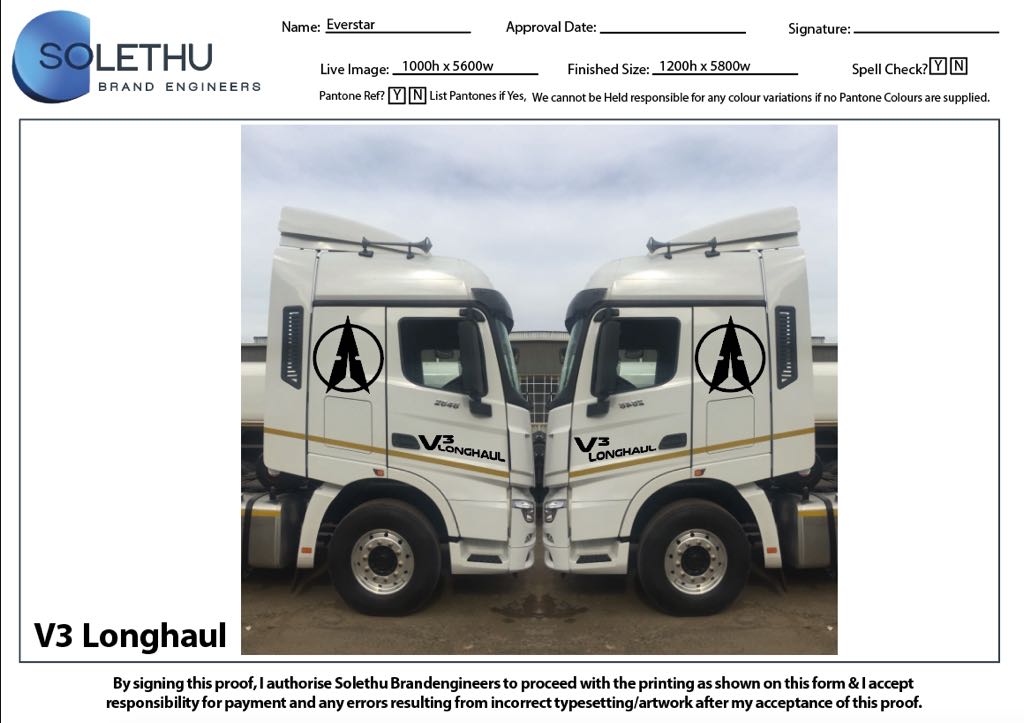 SOLETHU
BRAND ENGINEERS
Name: Everstar
Approval Date:
Signature:
Live Image: 1000h x 5600w
Finished Size: 1200h x 5800w
Spell Check? Y N
Pantone Ref? Y N List Pantones if Yes, We cannot be Held responsible for any colour variations if no Pantone Colours are supplied.
V3
LONGHAUL
V3
LONGHAUL
V3 Longhaul
By signing this proof, I authorise Solethu Brandengineers to proceed with the printing as shown on this form & I accept
responsibility for payment and any errors resulting from incorrect typesetting/artwork after my acceptance of this proof.